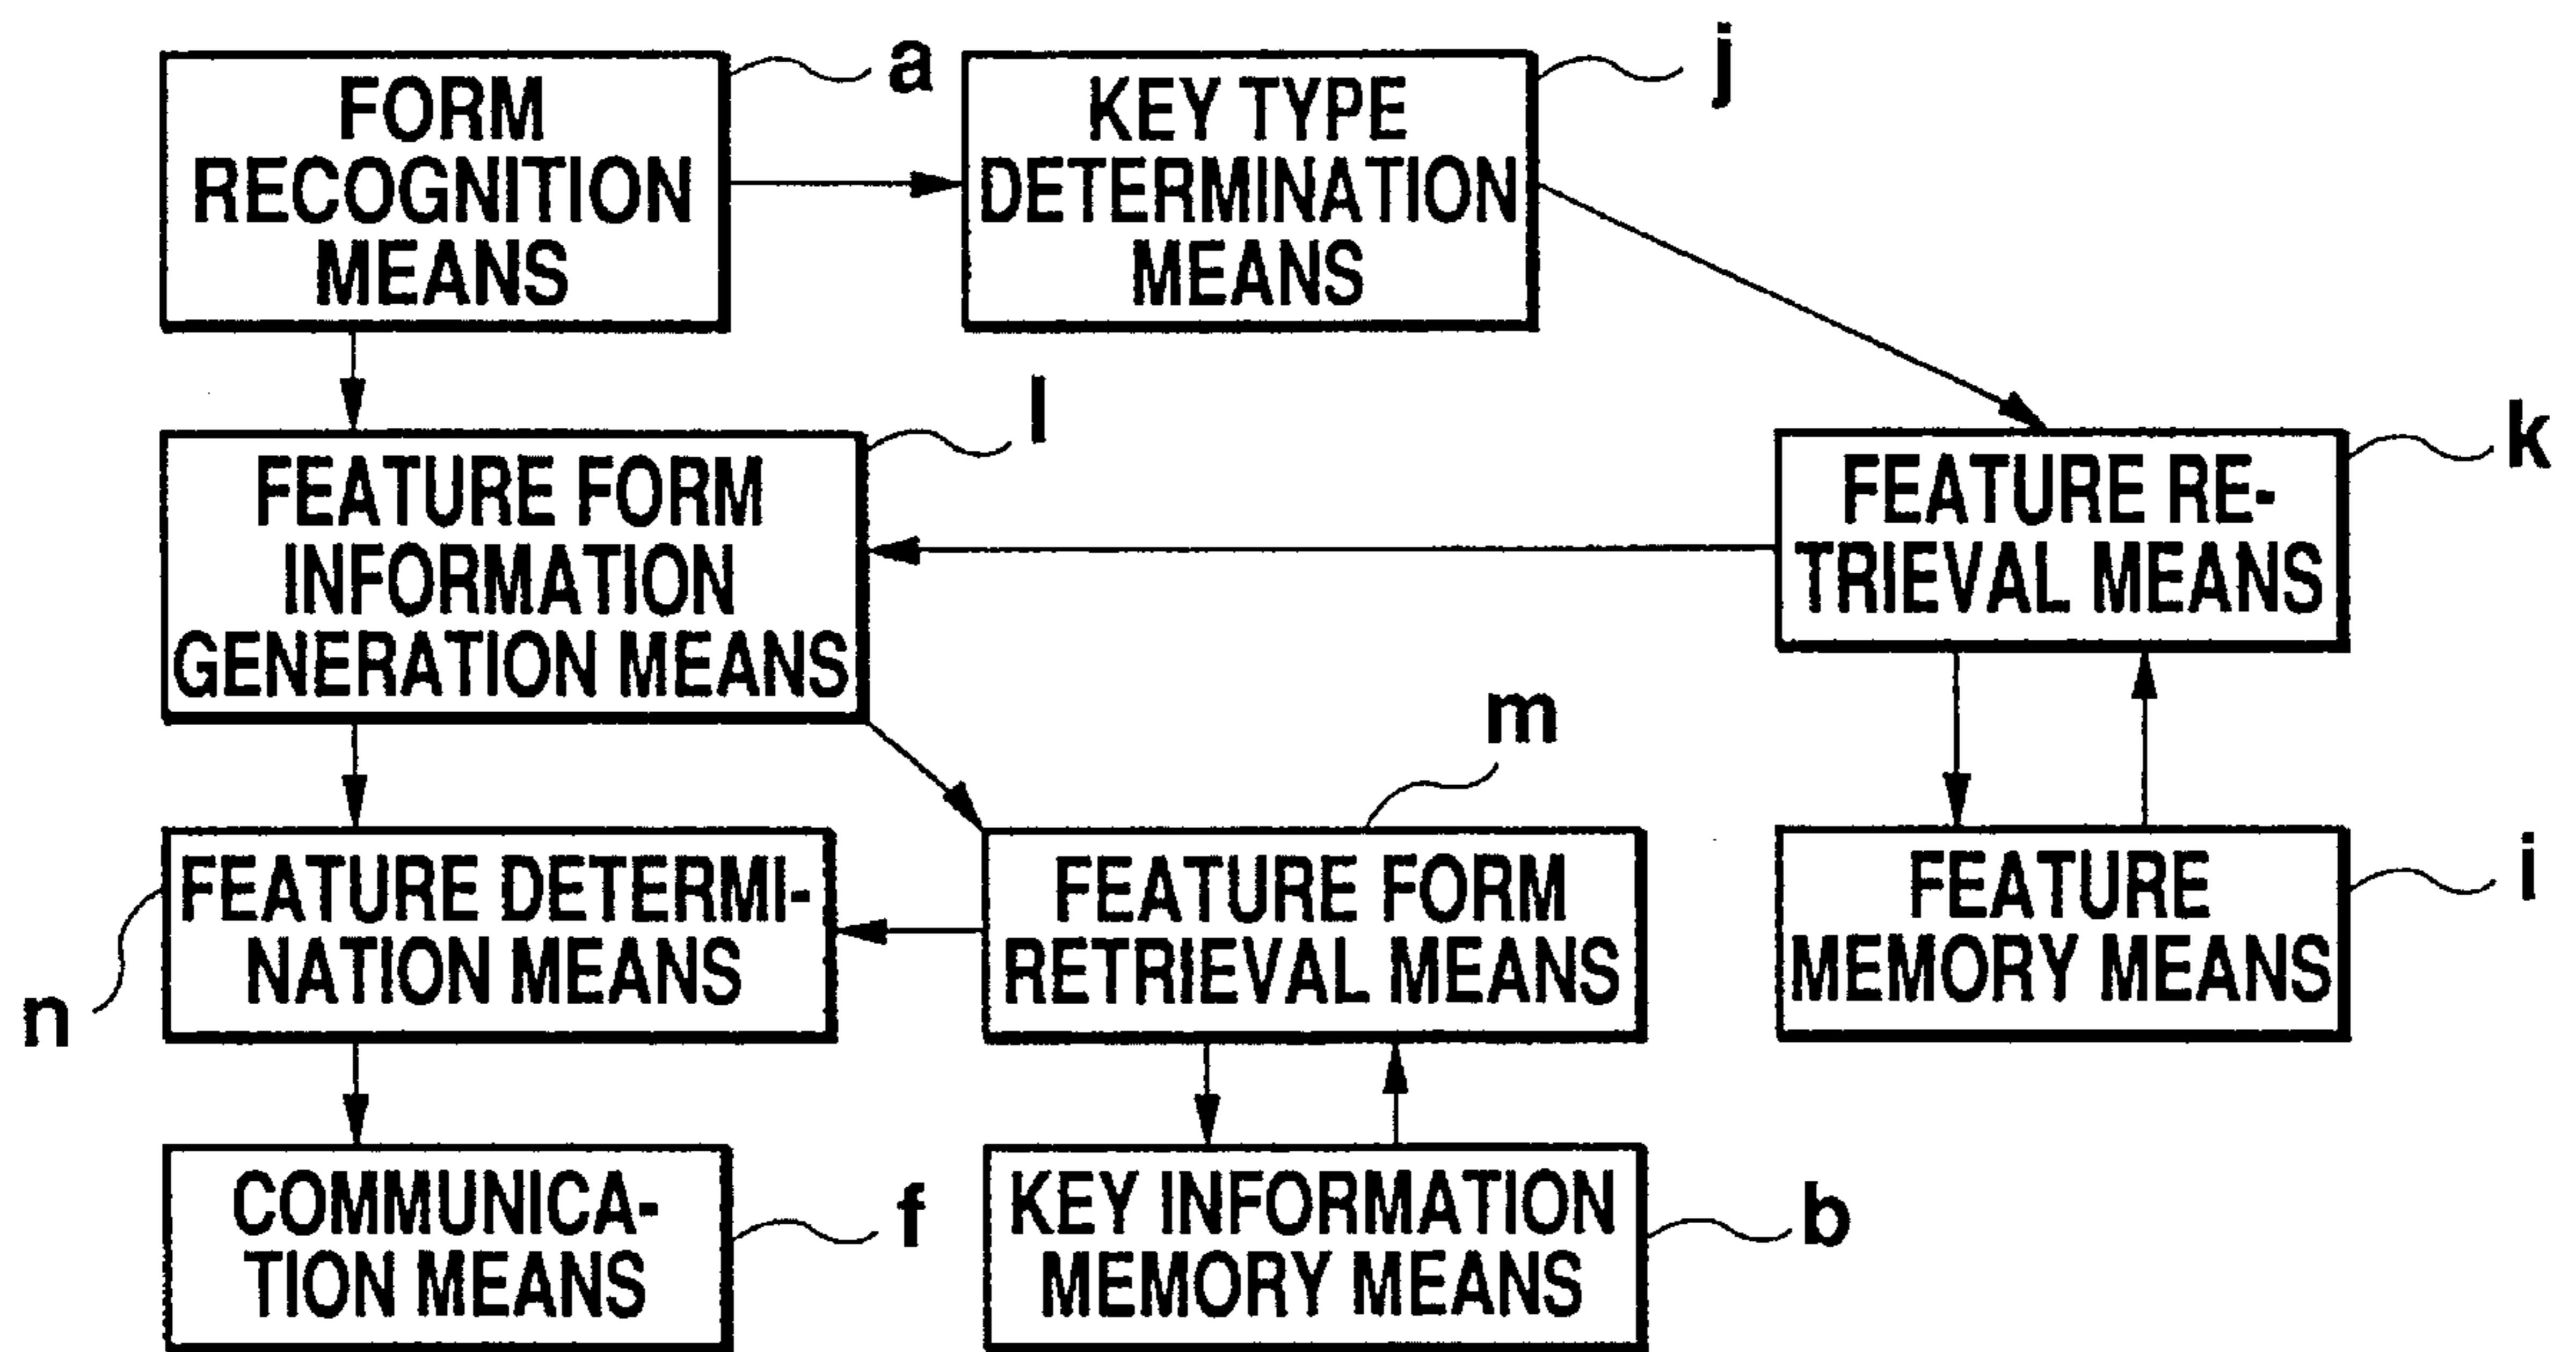 FORM
RECOGNITION
MEANS
a
KEY TYPE
DETERMINATION
MEANS
j
FEATURE FORM
INFORMATION
GENERATION MEANS
l
FEATURE RE-
TRIEVAL MEANS
k
FEATURE DETERMI-
NATION MEANS
n
FEATURE FORM
RETRIEVAL MEANS
m
FEATURE
MEMORY MEANS
i
COMMUNICA-
TION MEANS
f
KEY INFORMATION
MEMORY MEANS
b